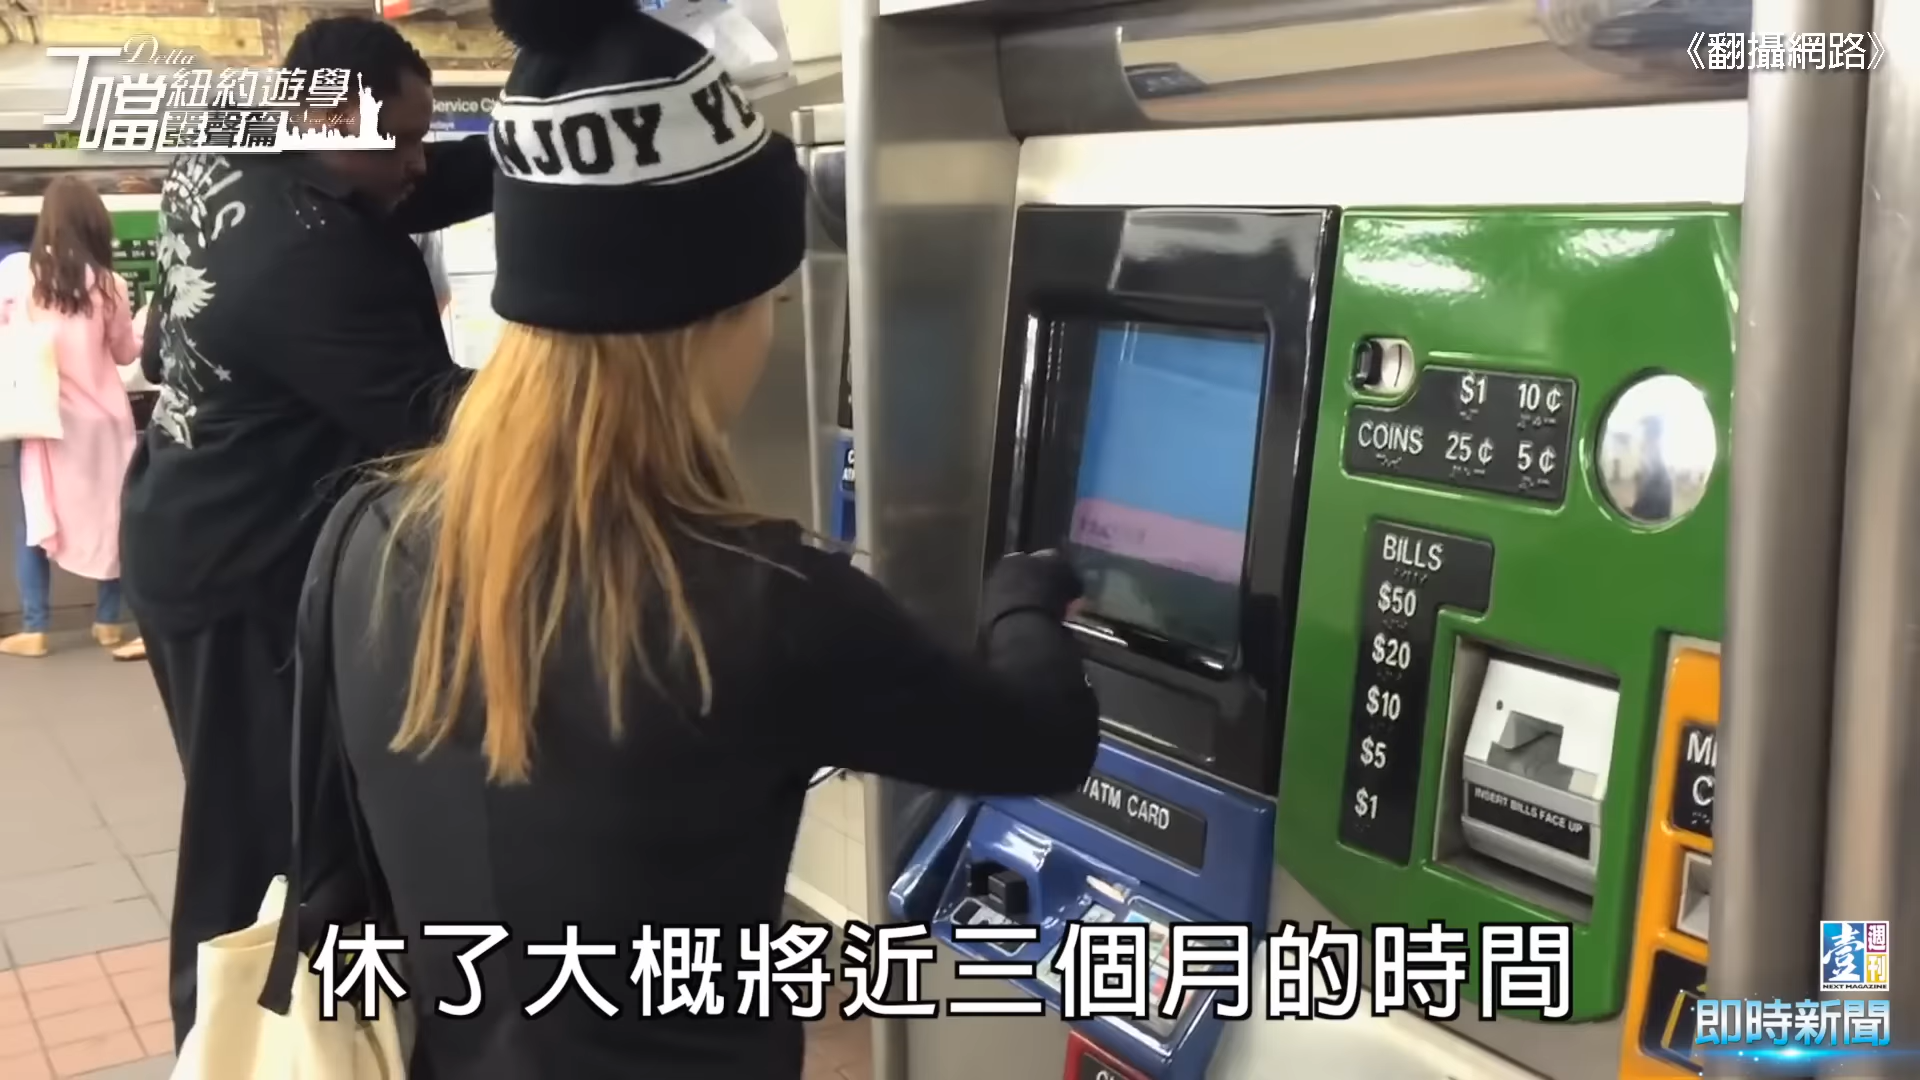 Delta
丁噹紐約遊學
發聲篇
《翻攝網路》
Service
ENJOY
$1 10¢
COINS 25¢ 5¢
BILLS
$50
$20
$10
$5
$1
INSERT BILLS FACE UP
/ATM CARD
休了大概將近三個月的時間
壹週刊
NEXT MAGAZINE
即時新聞